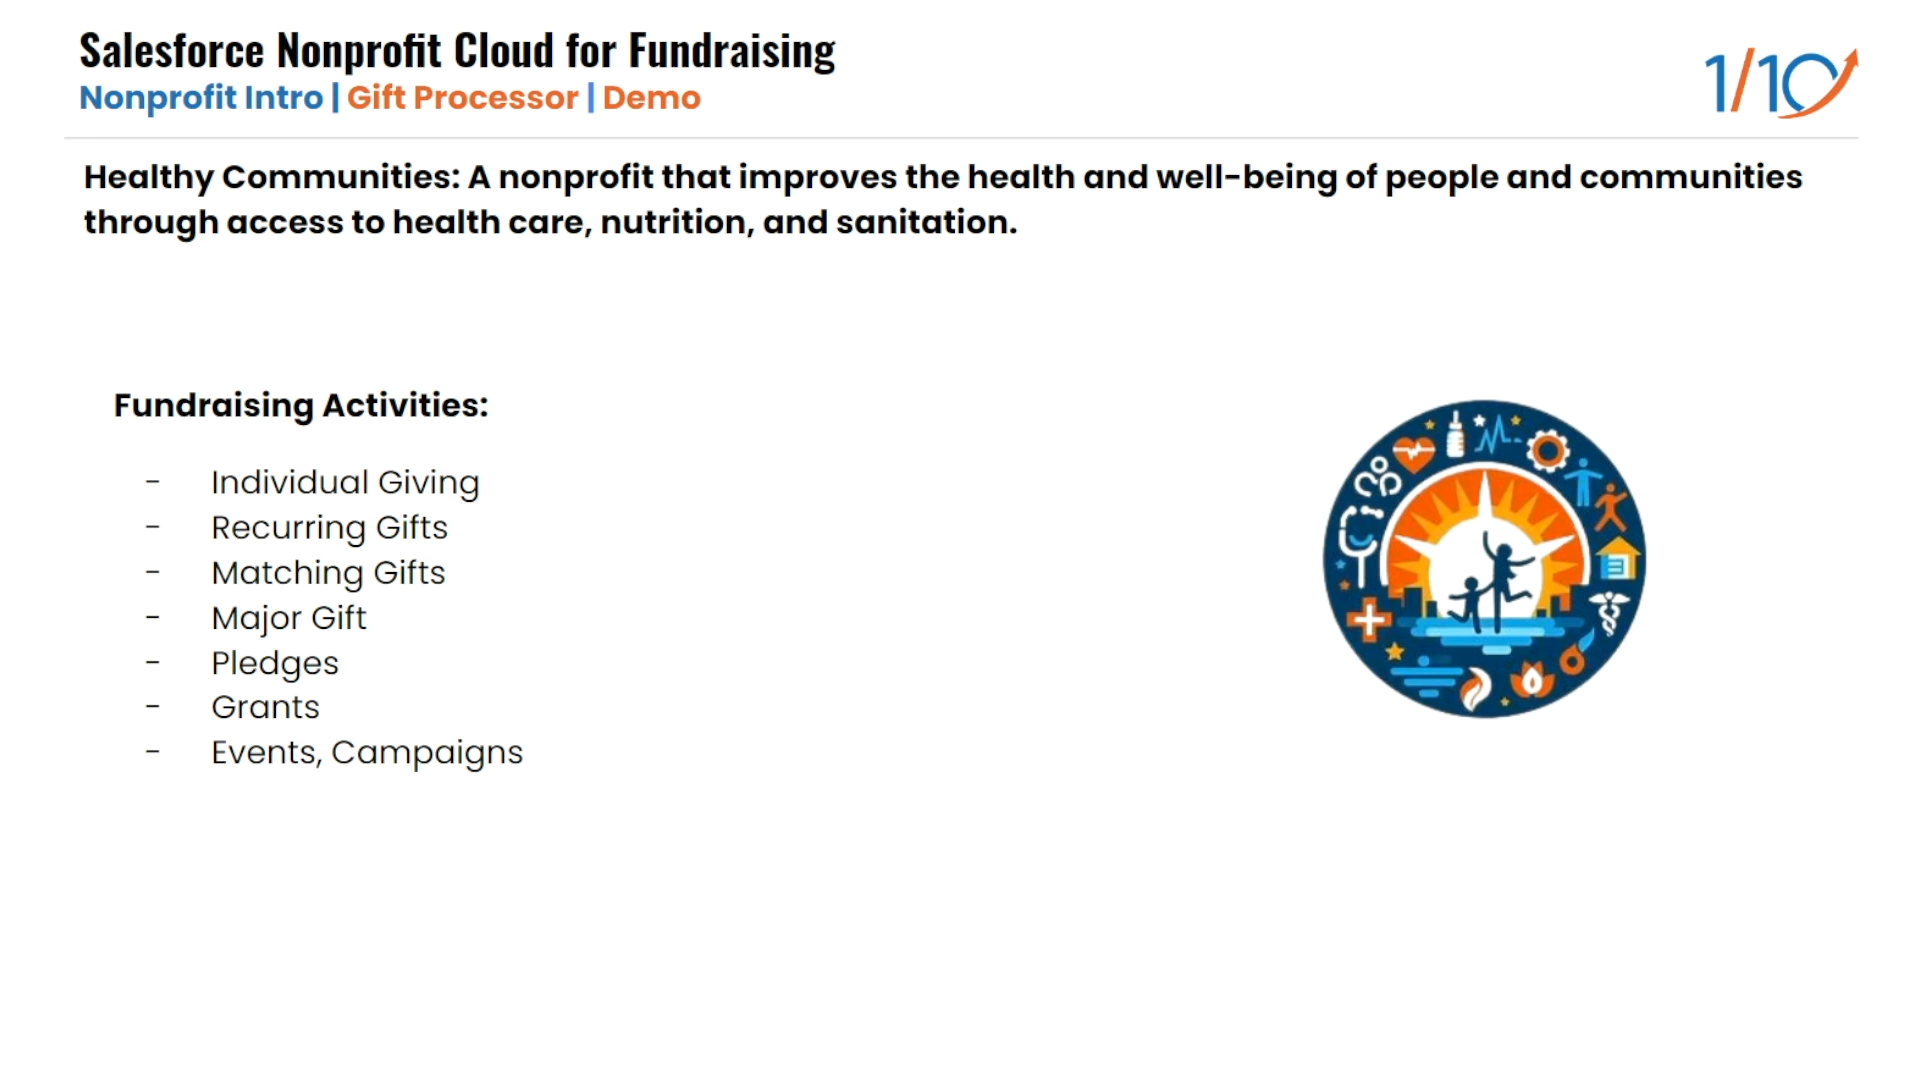 Salesforce Nonprofit Cloud for Fundraising
Nonprofit Intro | Gift Processor | Demo
1/10
Healthy Communities: A nonprofit that improves the health and well-being of people and communities
through access to health care, nutrition, and sanitation.
Fundraising Activities:
- Individual Giving
- Recurring Gifts
- Matching Gifts
- Major Gift
- Pledges
- Grants
- Events, Campaigns